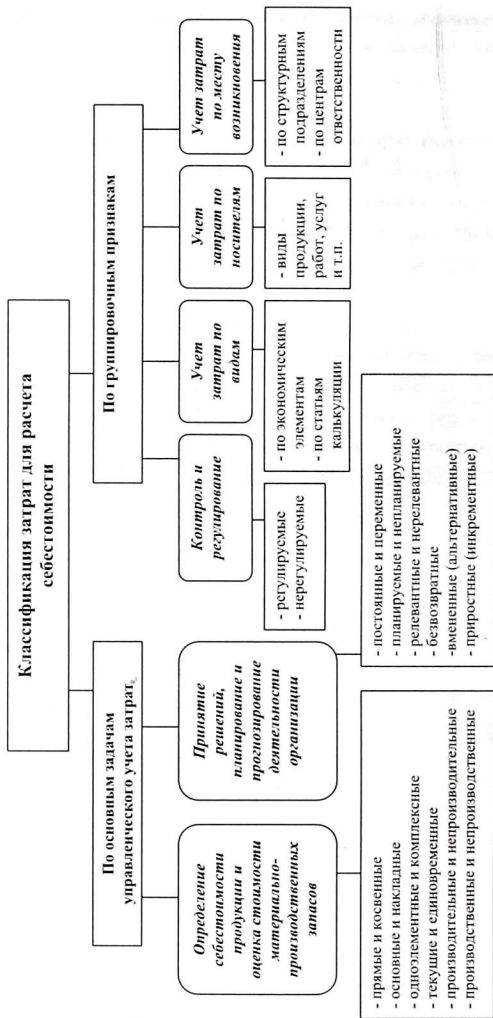 Классификация затрат для расчета
себестоимости
По основным задачам
управленческого учета затрат
По группировочным признакам
Определение
себестоимости
продукции и
оценка стоимости
материально-
производственных
запасов
Принятие
решений,
планирование и
прогнозирование
деятельности
организации
Контроль и
регулирование
Учет
затрат по
видам
Учет
затрат по
носителям
Учет затрат
по месту
возникновения
- прямые и косвенные
- основные и накладные
- одноэлементные и комплексные
- текушие и единовременные
- производительные и непроизводительные
- производственные и непроизводственные
- постоянные и переменные
- планируемые и непланируемые
- релевантные и нерелевантные
- безвозвратные
-вмененные (альтернативные)
- приростные (инкрементные)
- регулируемые
- нерегулируемые
- по экономическим
элементам
- по статьям
калькуляции
- виды
продукции,
работ, услуг
и т.п.
- по структурным
подразделениям
- по центрам
ответственности